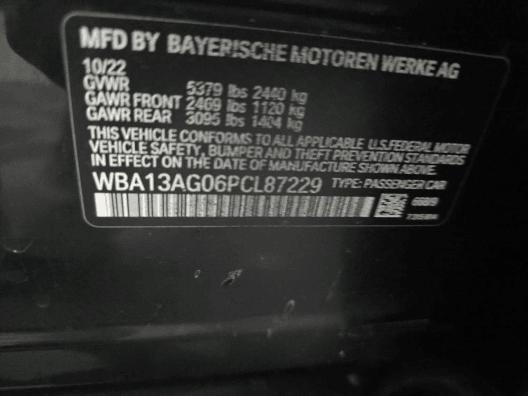 MFD BY BAYERISCHE MOTOREN WERKE AG
10/22
GVWR 5379 lbs 2440 kg
GAWR FRONT 2469 lbs 1120 kg
GAWR REAR 3095 lbs 1404 kg
THIS VEHICLE CONFORMS TO ALL APPLICABLE U.S.FEDERAL MOTOR
VEHICLE SAFETY, BUMPER AND THEFT PREVENTION STANDARDS
IN EFFECT ON THE DATE OF MANUFACTURE SHOWN ABOVE.
WBA13AG06PCL87229 TYPE: PASSENGER CAR